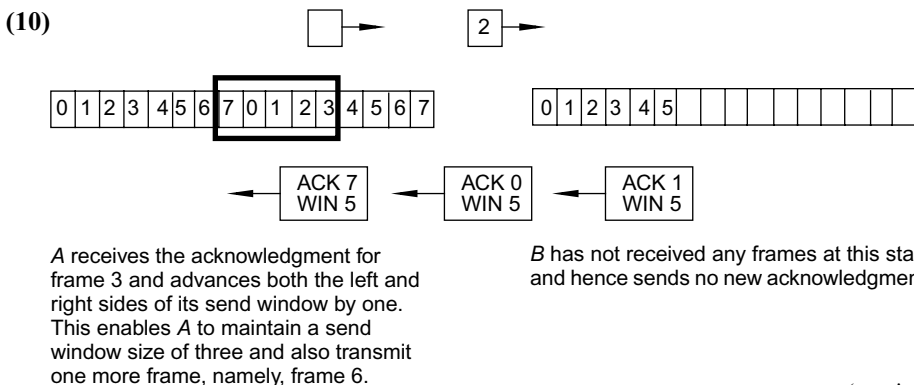 (10)
2
0 1 2 3 4 5 6 7 0 1 2 3 4 5 6 7
0 1 2 3 4 5
ACK 7
WIN 5
ACK 0
WIN 5
ACK 1
WIN 5
A receives the acknowledgment for
frame 3 and advances both the left and
right sides of its send window by one.
This enables A to maintain a send
window size of three and also transmit
one more frame, namely, frame 6.
B has not received any frames at this sta
and hence sends no new acknowledgmen